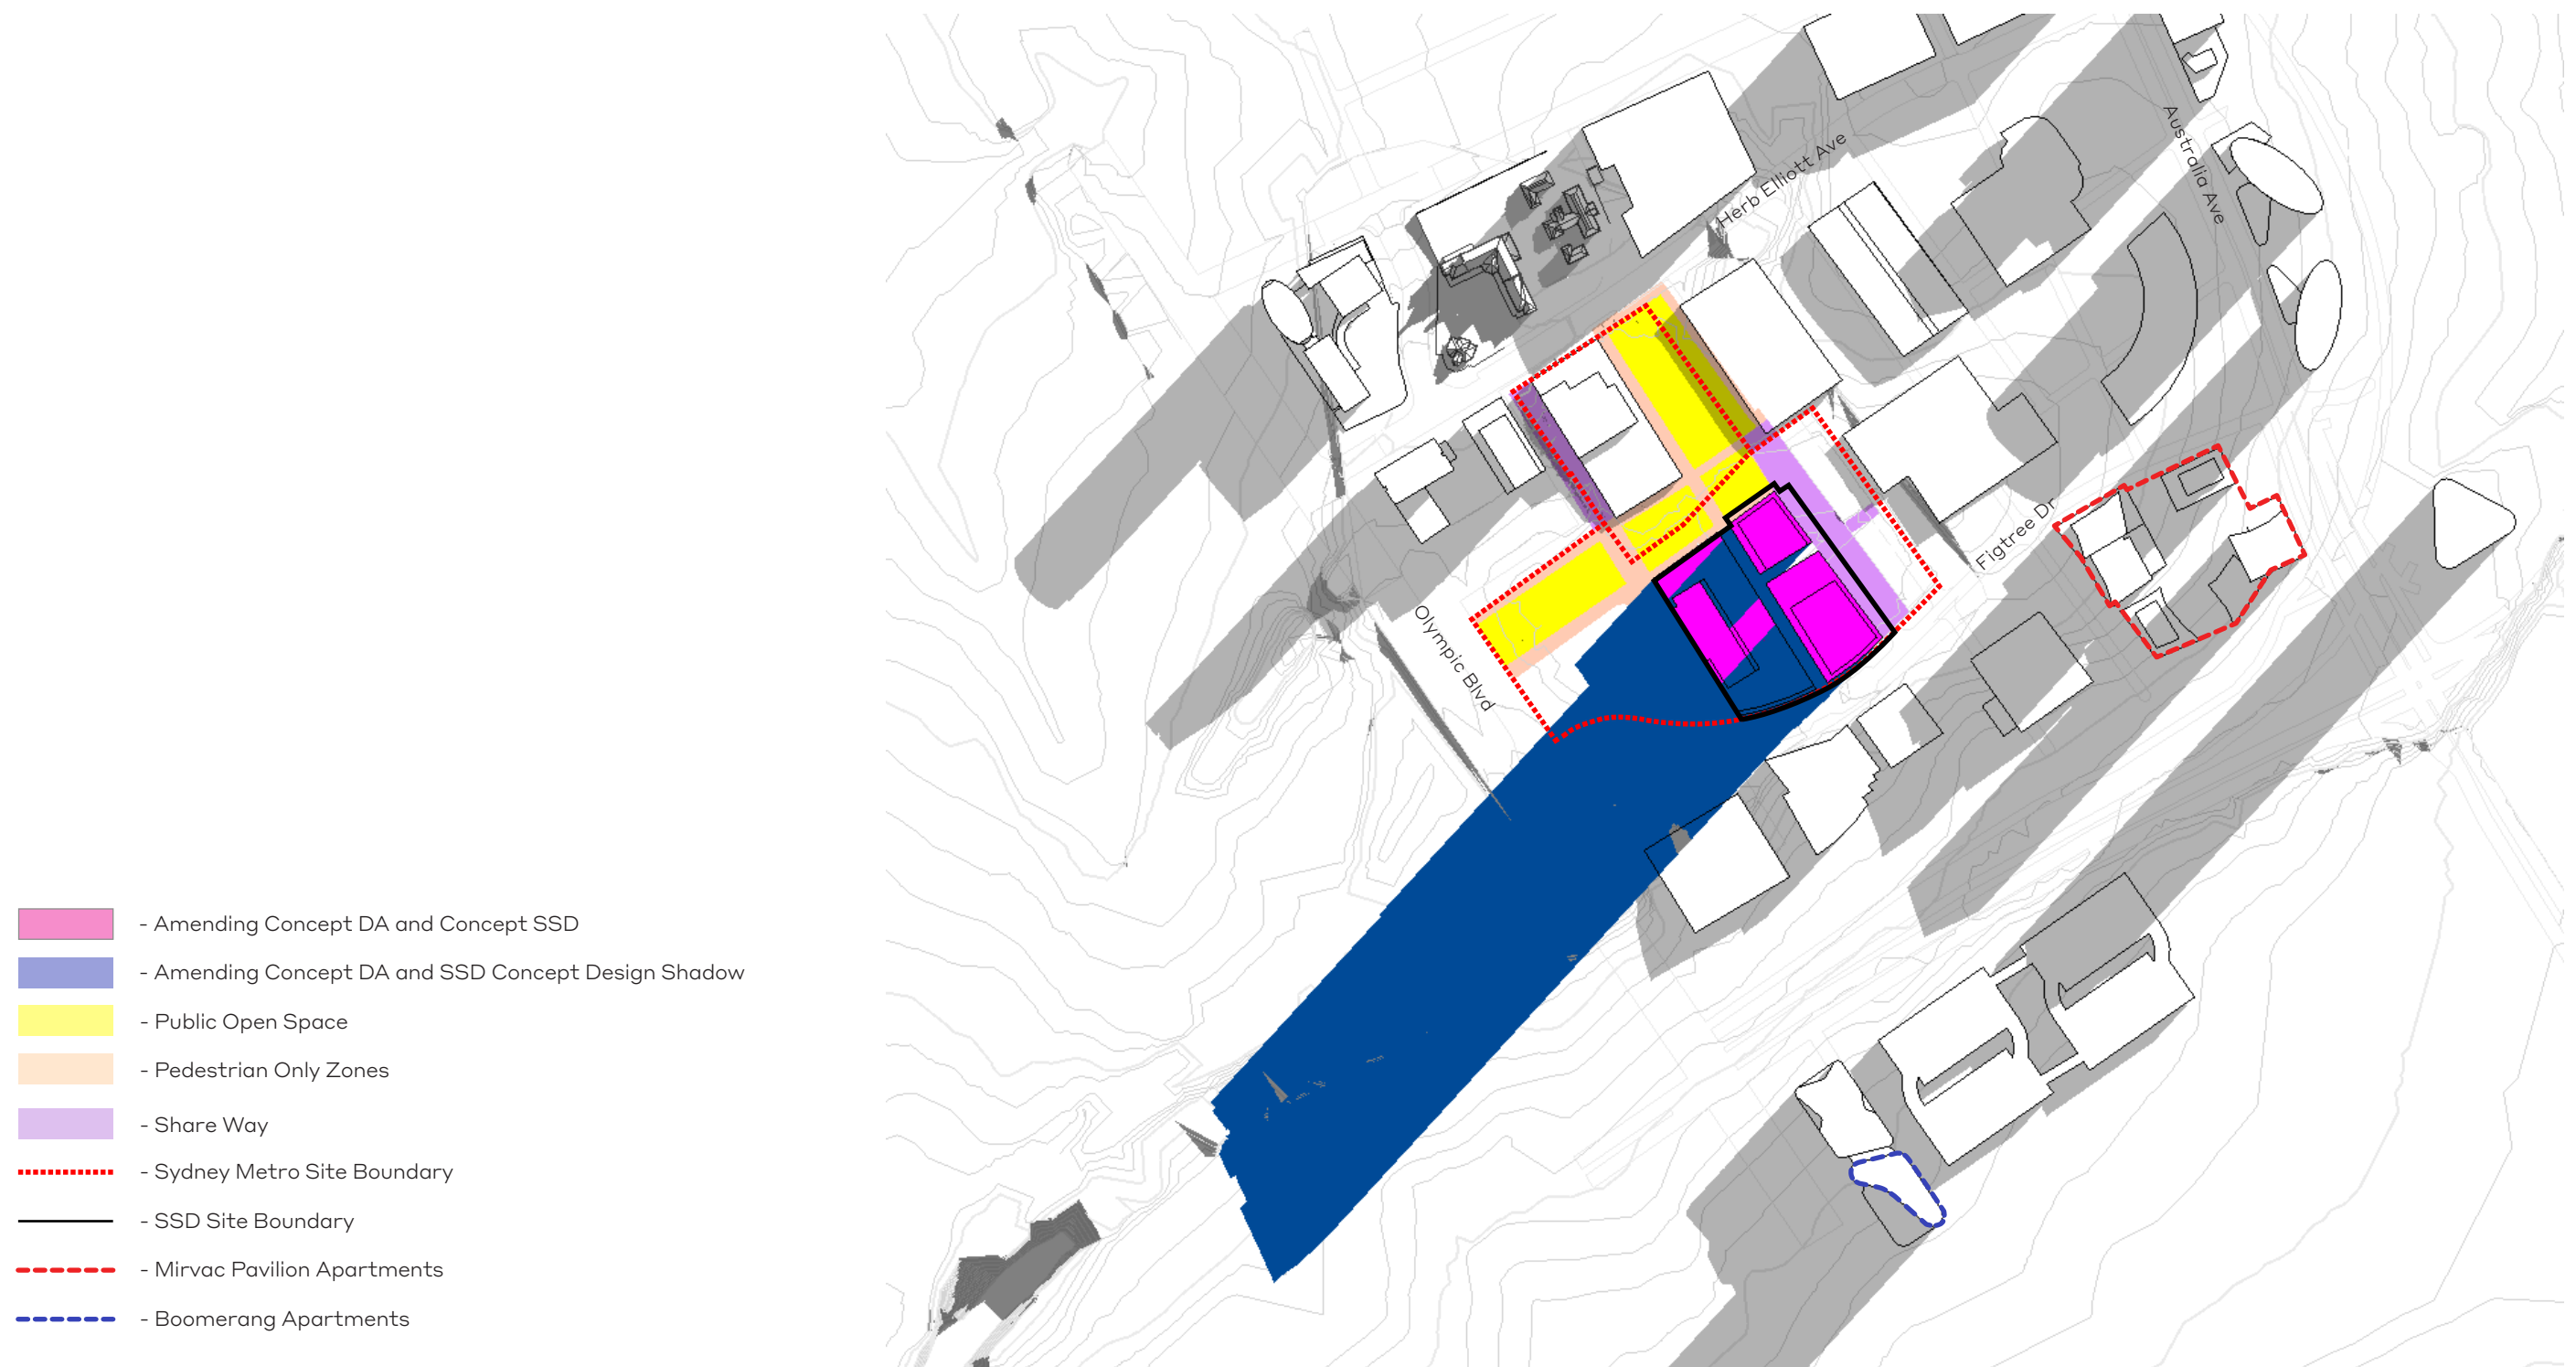 Herb Elliott Ave
Australia Ave
Figtree Dr
Olympic Blvd
- Amending Concept DA and Concept SSD
- Amending Concept DA and SSD Concept Design Shadow
- Public Open Space
- Pedestrian Only Zones
- Share Way
- Sydney Metro Site Boundary
- SSD Site Boundary
- Mirvac Pavilion Apartments
- Boomerang Apartments